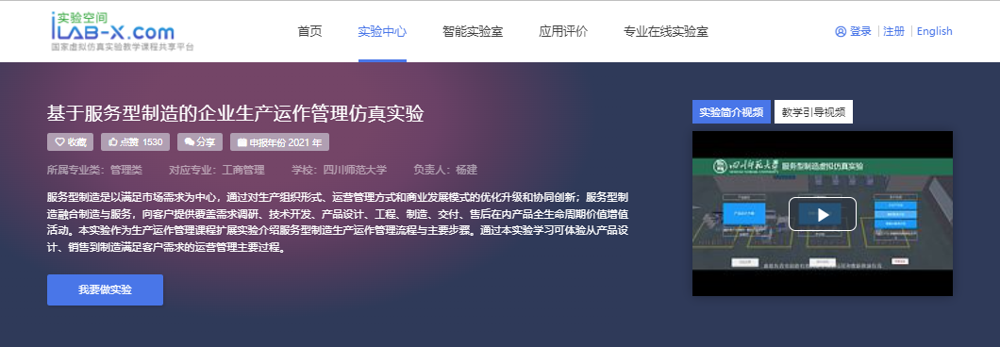 实验空间
iLAB-X.com
国家虚拟仿真实验教学课程共享平台
首页 实验中心 智能实验室 应用评价 专业在线实验室
登录 | 注册 | English
基于服务型制造的企业生产运作管理仿真实验
收藏 点赞 1530 分享 申报年份 2021 年
所属专业类：管理类 对应专业：工商管理 学校：四川师范大学 负责人：杨建
服务型制造是以满足市场需求为中心，通过对生产组织形式、运营管理方式和商业发展模式的优化升级和协同创新；服务型制
造融合制造与服务，向客户提供覆盖需求调研、技术开发、产品设计、工程、制造、交付、售后在内产品全生命周期价值增值
活动。本实验作为生产运作管理课程扩展实验介绍服务型制造生产运作管理流程与主要步骤。通过本实验学习可体验从产品设
计、销售到制造满足客户需求的运营管理主要过程。
我要做实验
实验简介视频 教学引导视频
四川师范大学 服务型制造虚拟仿真实验